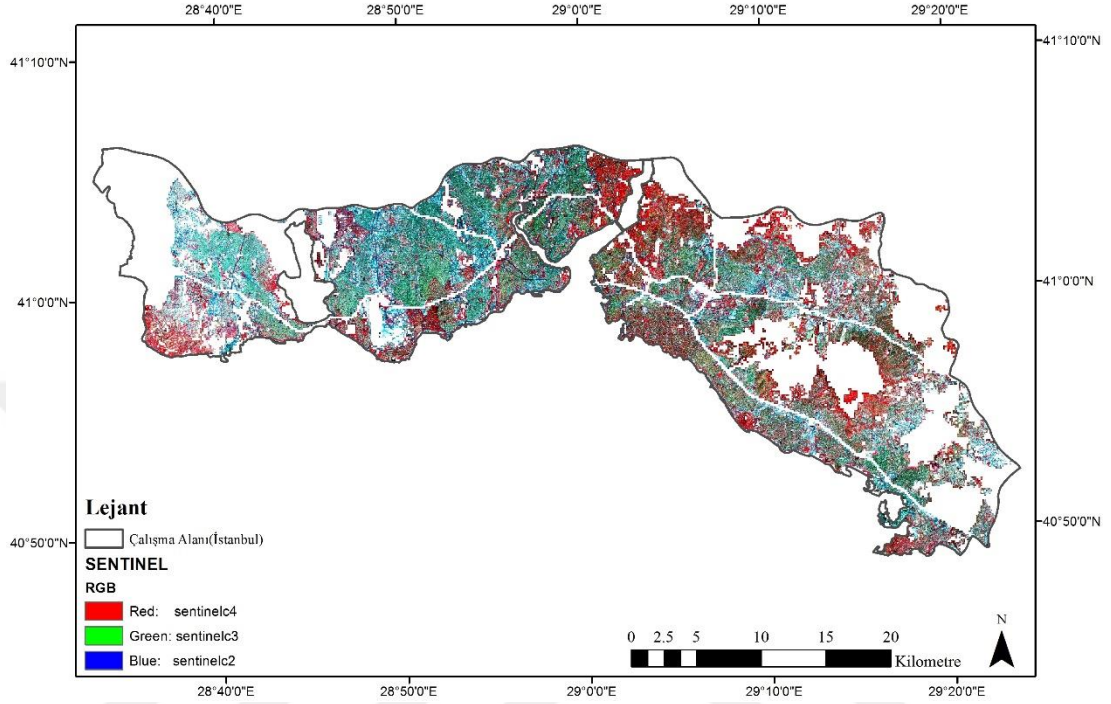 28°40'0"E 28°50'0"E 29°0'0"E 29°10'0"E 29°20'0"E
41°10'0"N 41°10'0"N
41°0'0"N 41°0'0"N
40°50'0"N 40°50'0"N
Lejant
Çalışma Alanı(İstanbul)
SENTINEL
RGB
Red: sentinelc4
Green: sentinelc3
Blue: sentinelc2
N
0 2.5 5 10 15 20
Kilometre
28°40'0"E 28°50'0"E 29°0'0"E 29°10'0"E 29°20'0"E